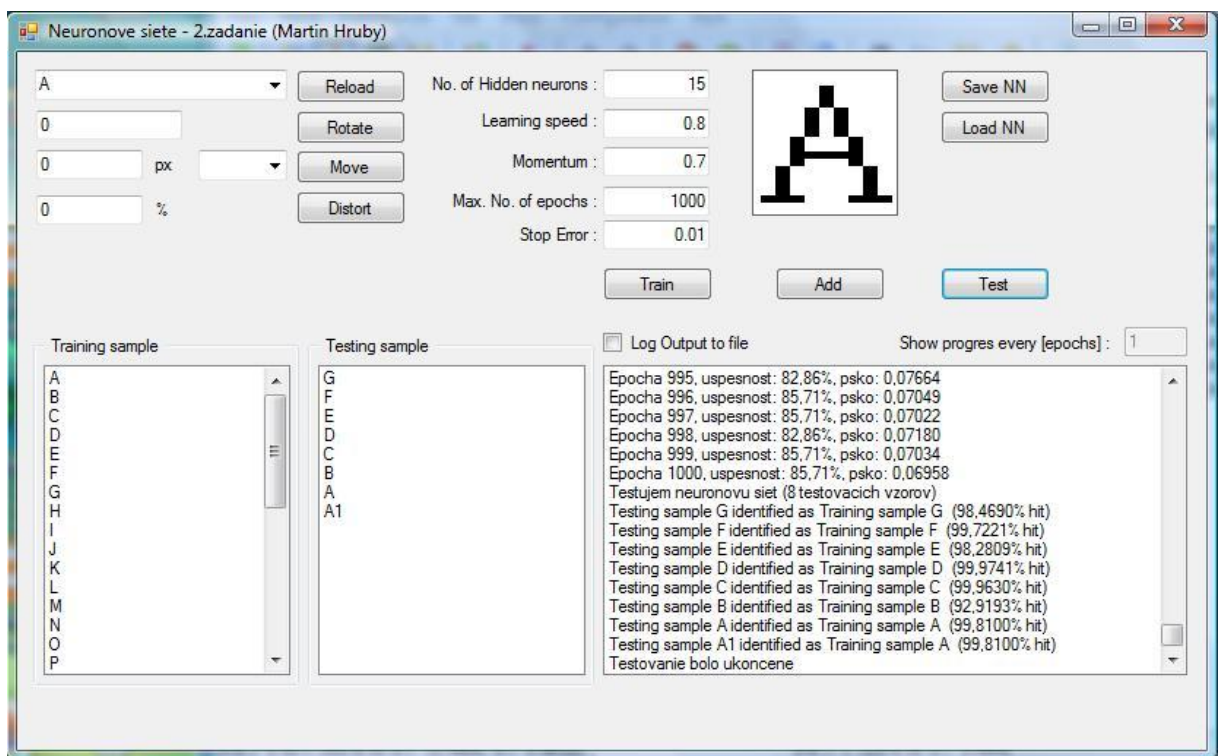 Neuronove siete - 2.zadanie (Martin Hruby)
A
Reload
No. of Hidden neurons :
15
Save NN
0
Rotate
Learning speed :
0.8
Load NN
0
px
Move
Momentum :
0.7
0
%
Distort
Max. No. of epochs :
1000
Stop Error :
0.01
A
Train
Add
Test
Training sample
A
B
C
D
E
F
G
H
I
J
K
L
M
N
O
P
Testing sample
G
F
E
D
C
B
A
A1
Log Output to file
Show progres every [epochs] :
1
Epocha 995, uspesnost: 82,86%, psko: 0,07664
Epocha 996, uspesnost: 85,71%, psko: 0,07049
Epocha 997, uspesnost: 85,71%, psko: 0,07022
Epocha 998, uspesnost: 82,86%, psko: 0,07180
Epocha 999, uspesnost: 85,71%, psko: 0,07034
Epocha 1000, uspesnost: 85,71%, psko: 0,06958
Testujem neuronovu siet (8 testovacich vzorov)
Testing sample G identified as Training sample G (98,4690% hit)
Testing sample F identified as Training sample F (99,7221% hit)
Testing sample E identified as Training sample E (98,2809% hit)
Testing sample D identified as Training sample D (99,9741% hit)
Testing sample C identified as Training sample C (99,9630% hit)
Testing sample B identified as Training sample B (92,9193% hit)
Testing sample A identified as Training sample A (99,8100% hit)
Testing sample A1 identified as Training sample A (99,8100% hit)
Testovanie bolo ukoncene